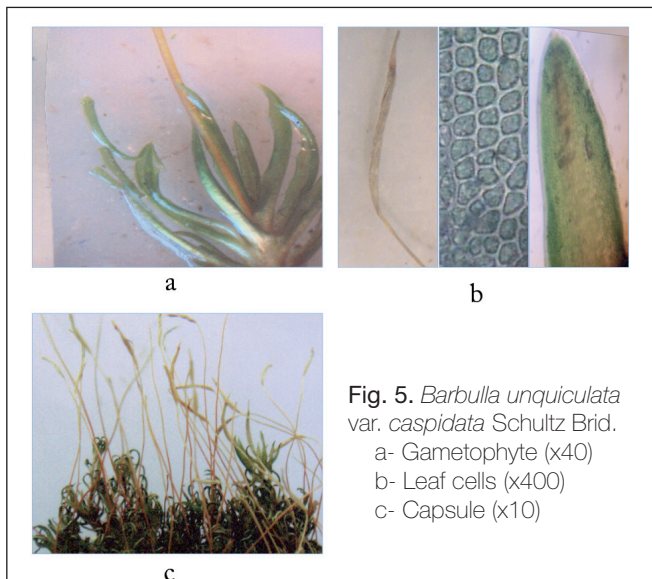 a
b
c
Fig. 5. Barbulla unquiculata
var. caspidata Schultz Brid.
a- Gametophyte (x40)
b- Leaf cells (x400)
c- Capsule (x10)